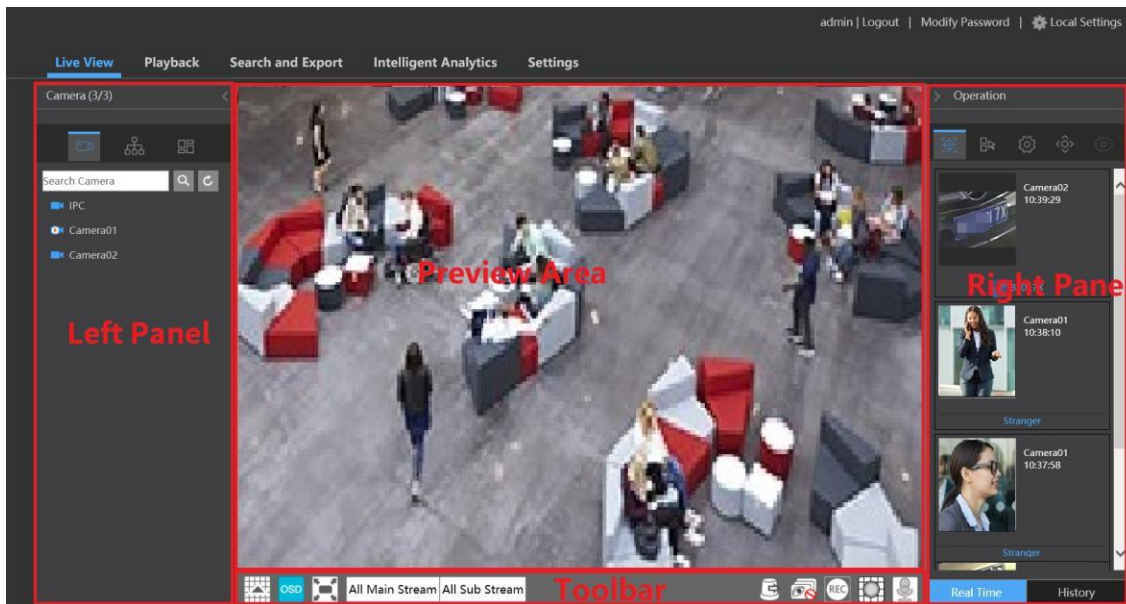 admin | Logout | Modify Password | Local Settings
Live View Playback Search and Export Intelligent Analytics Settings
Camera (3/3)
Search Camera
IPC
Camera01
Camera02
Left Panel
Preview Area
OSD
All Main Stream All Sub Stream
Toolbar
REC
Operation
Camera02
10:39:29
Right Pane
Camera01
10:38:10
Stranger
Camera01
10:37:58
Stranger
Real Time History